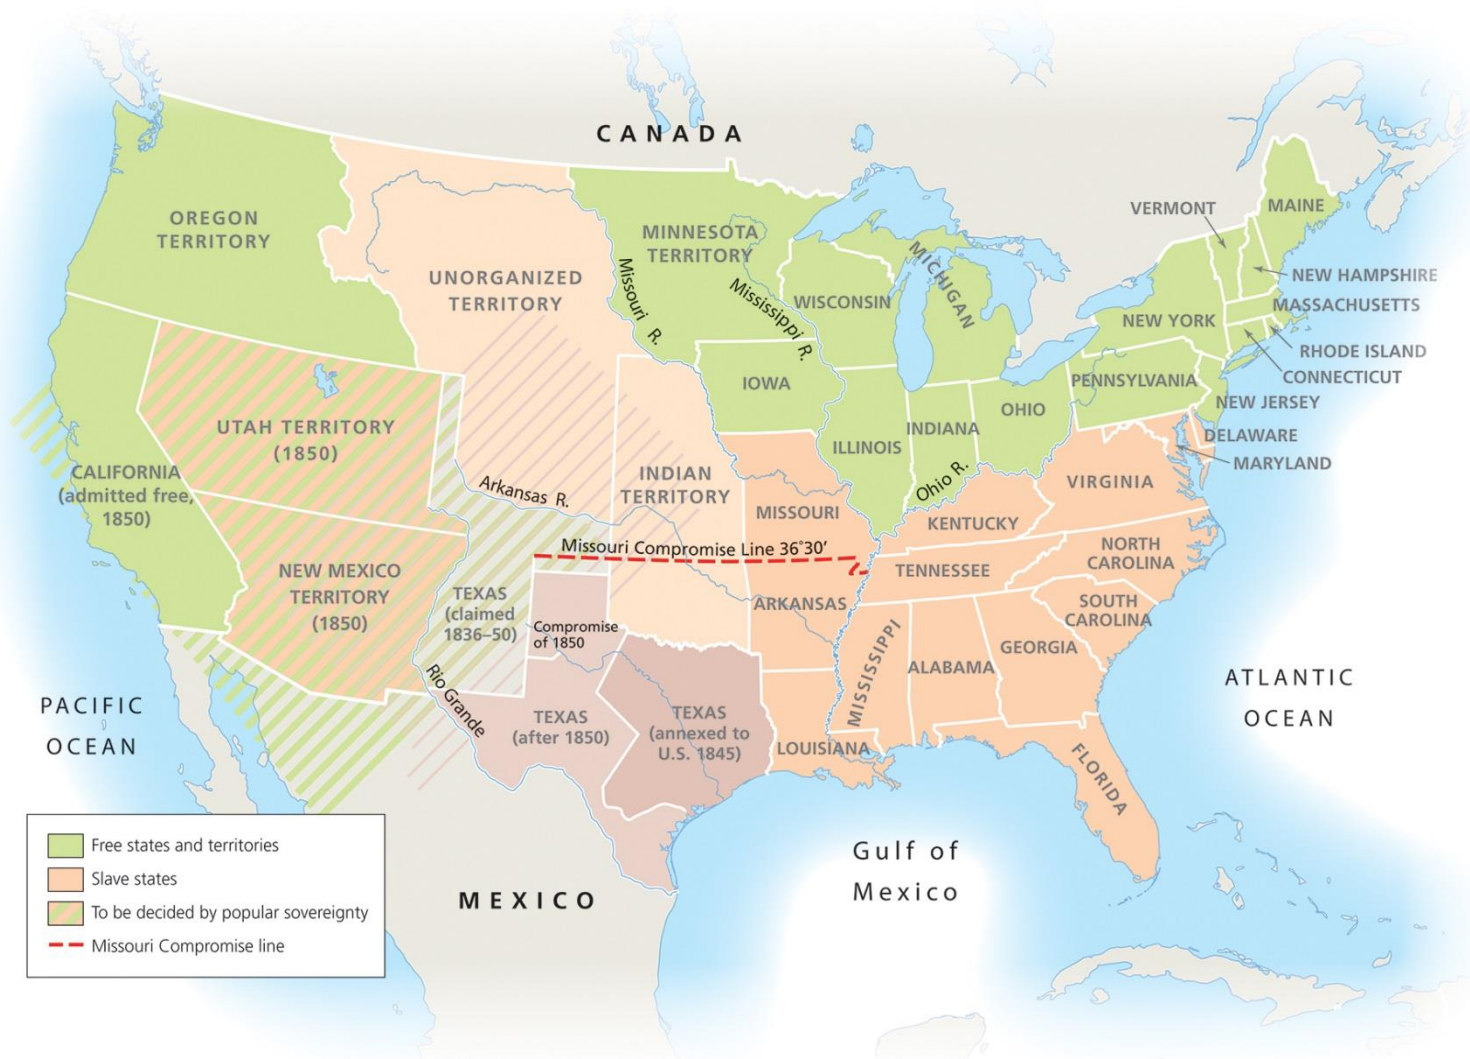 CANADA
OREGON
TERRITORY
UNORGANIZED
TERRITORY
MINNESOTA
TERRITORY
Missouri R.
Mississippi R.
WISCONSIN
MICHIGAN
VERMONT
MAINE
NEW HAMPSHIRE
MASSACHUSETTS
NEW YORK
RHODE ISLAND
CONNECTICUT
PENNSYLVANIA
NEW JERSEY
DELAWARE
MARYLAND
IOWA
ILLINOIS
INDIANA
OHIO
Ohio R.
UTAH TERRITORY
(1850)
CALIFORNIA
(admitted free,
1850)
Arkansas R.
INDIAN
TERRITORY
MISSOURI
KENTUCKY
VIRGINIA
Missouri Compromise Line 36°30′
NEW MEXICO
TERRITORY
(1850)
TEXAS
(claimed
1836–50)
Compromise
of 1850
ARKANSAS
TENNESSEE
NORTH
CAROLINA
SOUTH
CAROLINA
MISSISSIPPI
ALABAMA
GEORGIA
Rio Grande
TEXAS
(after 1850)
TEXAS
(annexed to
U.S. 1845)
LOUISIANA
FLORIDA
PACIFIC
OCEAN
ATLANTIC
OCEAN
Gulf of
Mexico
MEXICO
Free states and territories
Slave states
To be decided by popular sovereignty
Missouri Compromise line